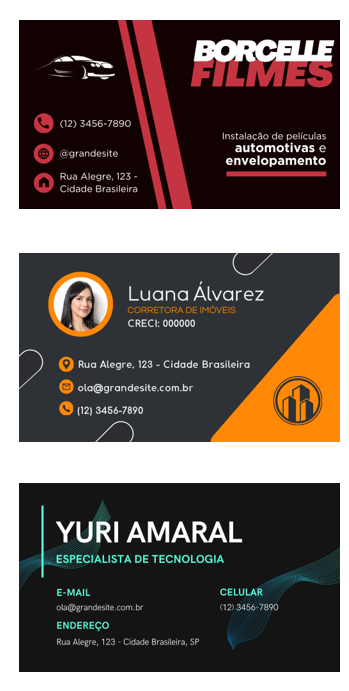 BORCELLE
FILMES
(12) 3456-7890
@grandesite
Rua Alegre, 123 -
Cidade Brasileira
Instalação de películas
automotivas e
envelopamento
Luana Álvarez
CORRETORA DE IMÓVEIS
CRECI: 000000
Rua Alegre, 123 - Cidade Brasileira
ola@grandesite.com.br
(12) 3456-7890
YURI AMARAL
ESPECIALISTA DE TECNOLOGIA
E-MAIL
ola@grandesite.com.br
CELULAR
(12) 3456-7890
ENDEREÇO
Rua Alegre, 123 - Cidade Brasileira, SP